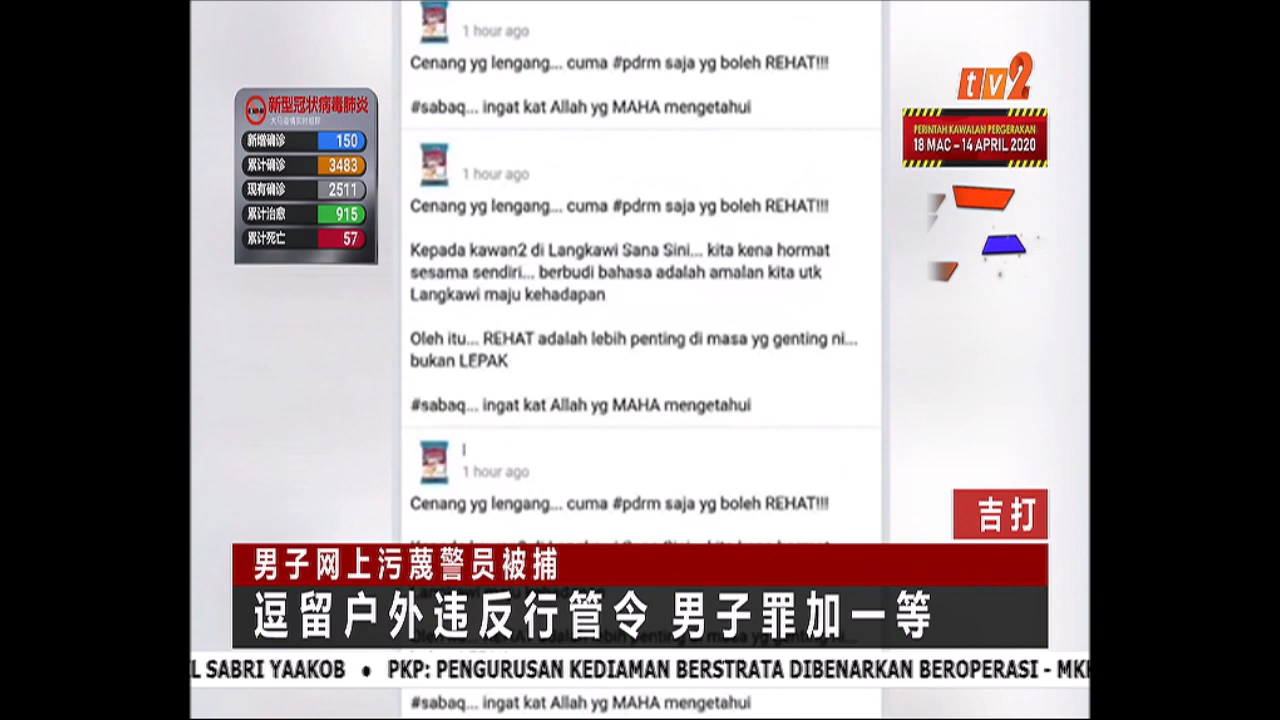 1 hour ago
Cenang yg lengang... cuma #pdrm saja yg boleh REHAT!!!
#sabaq... ingat kat Allah yg MAHA mengetahui
tv2
PERINTAH KAWALAN PERGERAKAN
18 MAC – 14 APRIL 2020
新型冠状病毒肺炎
新增确诊 150
累计确诊 3483
现有确诊 2511
累计治愈 915
累计死亡 57
1 hour ago
Cenang yg lengang... cuma #pdrm saja yg boleh REHAT!!!
Kepada kawan2 di Langkawi Sana Sini... kita kena hormat
sesama sendiri... berbudi bahasa adalah amalan kita utk
Langkawi maju kehadapan
Oleh itu... REHAT adalah lebih penting di masa yg genting ni...
bukan LEPAK
#sabaq... ingat kat Allah yg MAHA mengetahui
1 hour ago
Cenang yg lengang... cuma #pdrm saja yg boleh REHAT!!!
吉打
男子网上污蔑警员被捕
逗留户外违反行管令 男子罪加一等
L SABRI YAAKOB • PKP: PENGURUSAN KEDIAMAN BERSTRATA DIBENARKAN BEROPERASI - MK
#sabaq... ingat kat Allah yg MAHA mengetahui